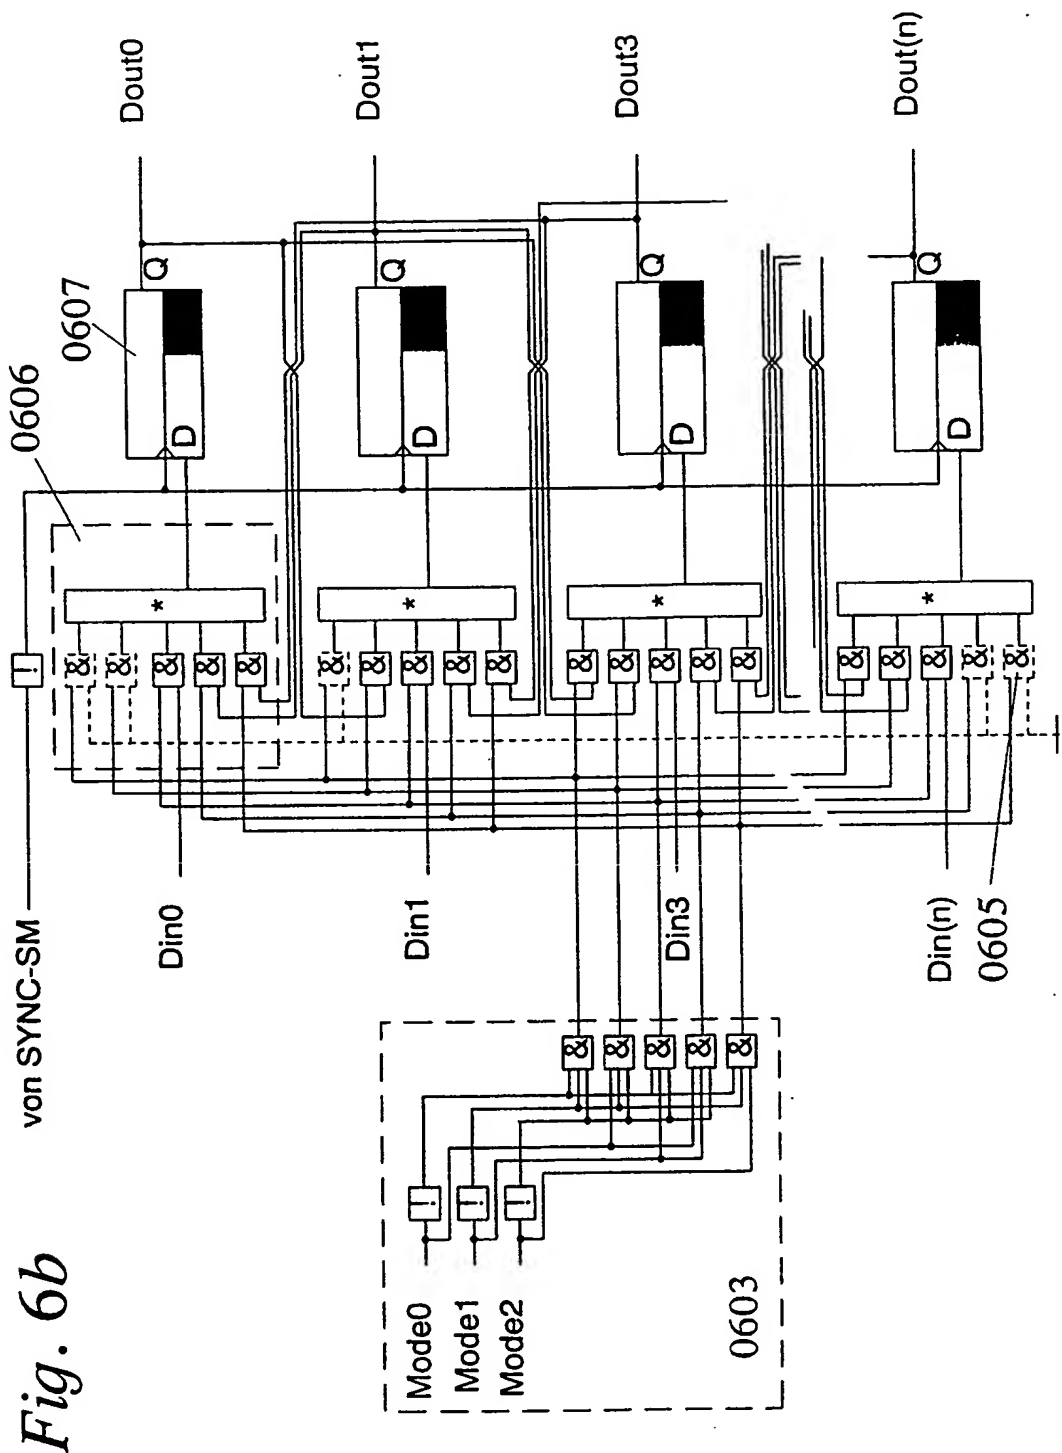 Fig. 6b
von SYNC-SM
!
0606
0607
Dout0
Dout1
Dout3
Dout(n)
Q
Q
Q
Q
D
D
D
D
*
*
*
*
& & & & &
& & & & &
& & & & &
& & & & &
Din0
Din1
Din3
Din(n)
0605
& & & & &
! ! !
Mode0
Mode1
Mode2
0603